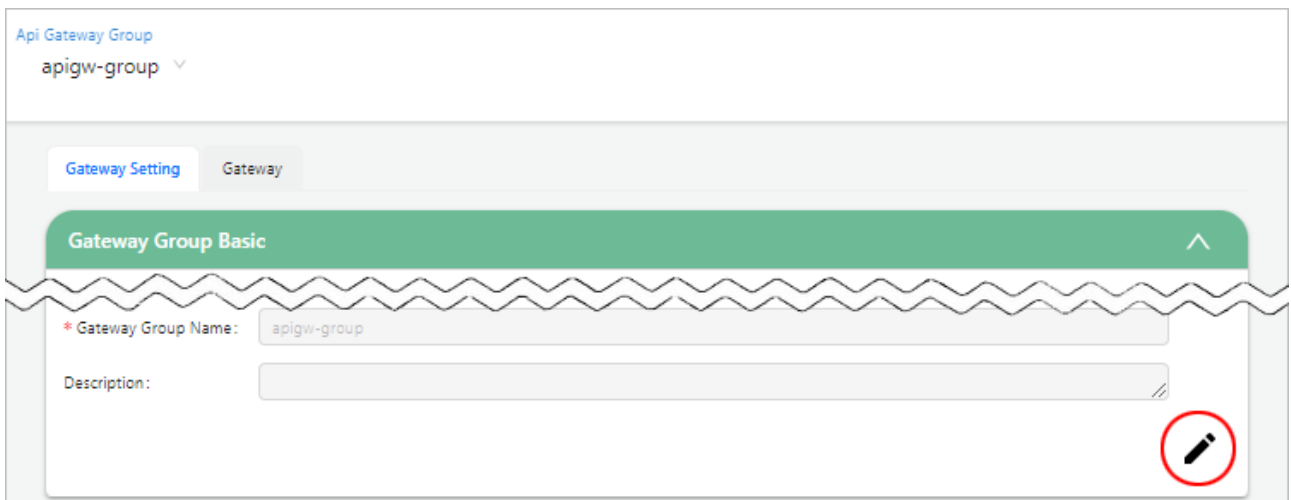 Api Gateway Group
apigw-group
Gateway Setting Gateway
Gateway Group Basic
* Gateway Group Name: apigw-group
Description: